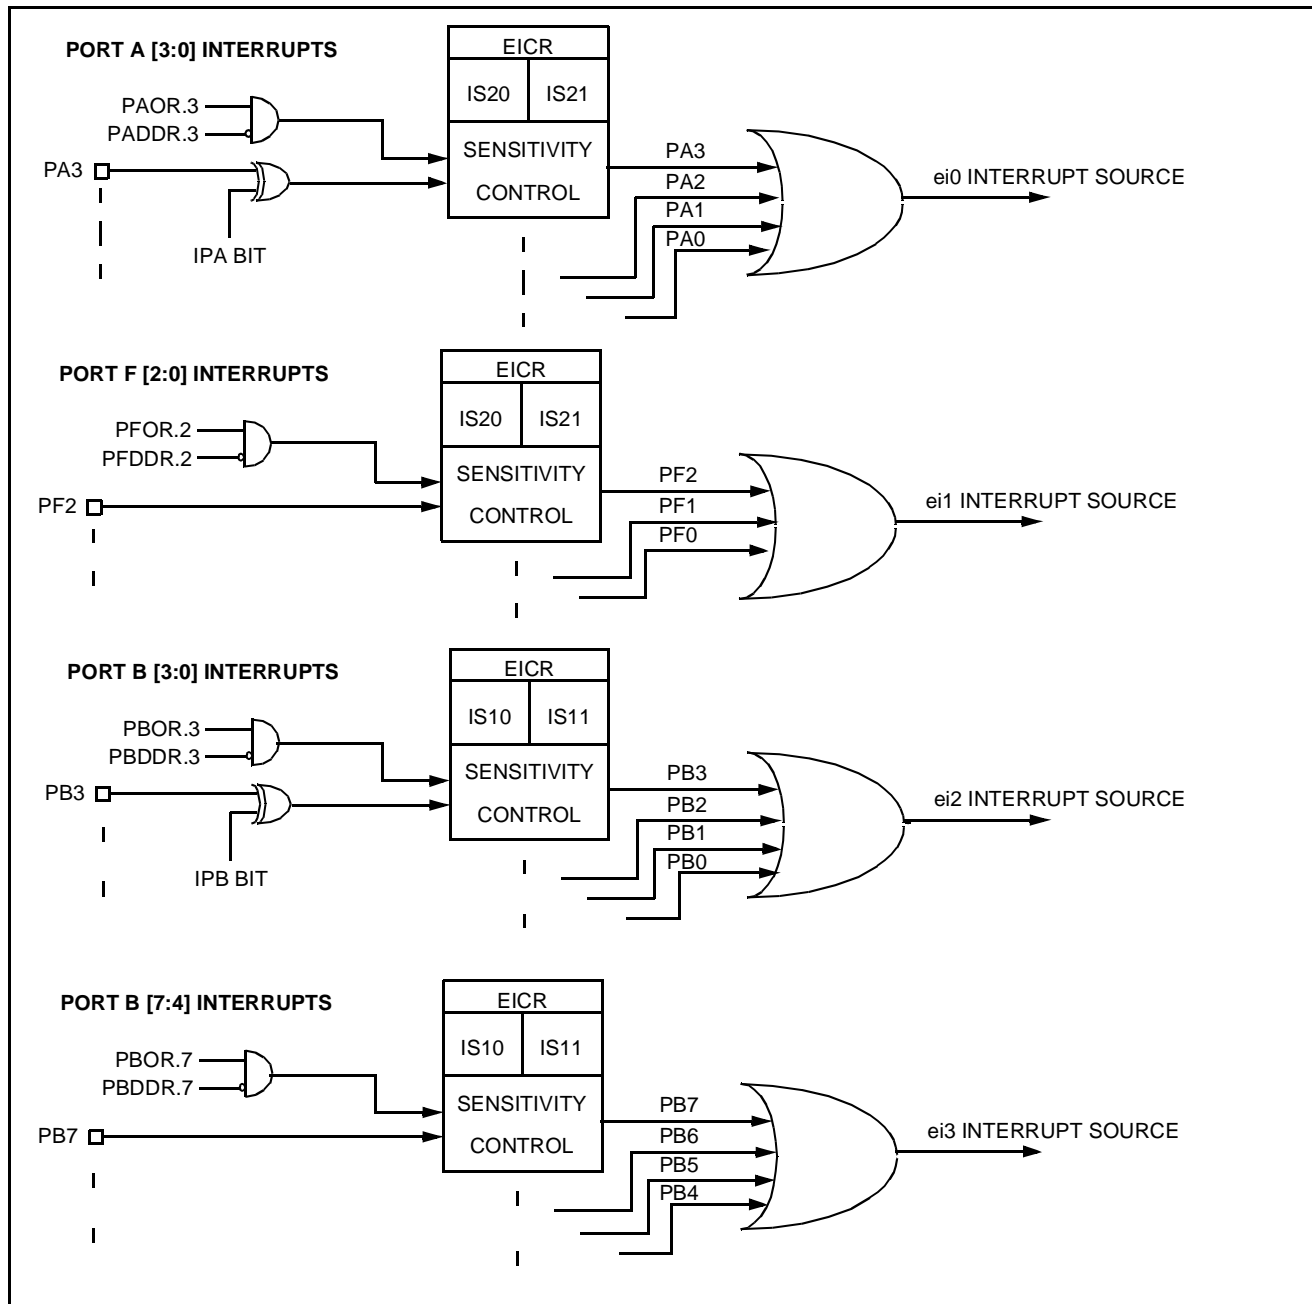 PORT A [3:0] INTERRUPTS
EICR
IS20 IS21
PAOR.3
PADDR.3
SENSITIVITY
CONTROL
PA3
IPA BIT
PA3
PA2
PA1
PA0
ei0 INTERRUPT SOURCE
PORT F [2:0] INTERRUPTS
EICR
IS20 IS21
PFOR.2
PFDDR.2
SENSITIVITY
CONTROL
PF2
PF2
PF1
PF0
ei1 INTERRUPT SOURCE
PORT B [3:0] INTERRUPTS
EICR
IS10 IS11
PBOR.3
PBDDR.3
SENSITIVITY
CONTROL
PB3
IPB BIT
PB3
PB2
PB1
PB0
ei2 INTERRUPT SOURCE
PORT B [7:4] INTERRUPTS
EICR
IS10 IS11
PBOR.7
PBDDR.7
SENSITIVITY
CONTROL
PB7
PB7
PB6
PB5
PB4
ei3 INTERRUPT SOURCE